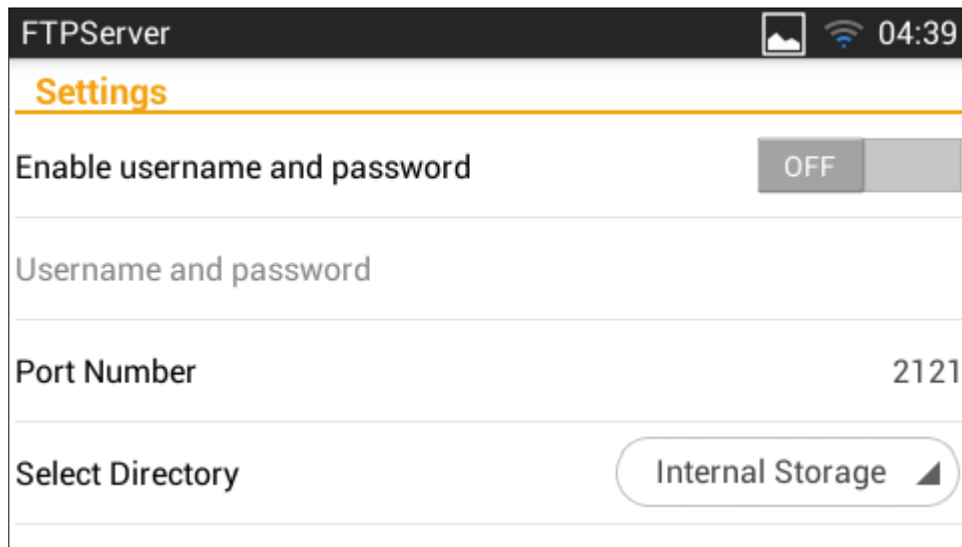 FTPServer 04:39
Settings
Enable username and password OFF
Username and password
Port Number 2121
Select Directory Internal Storage